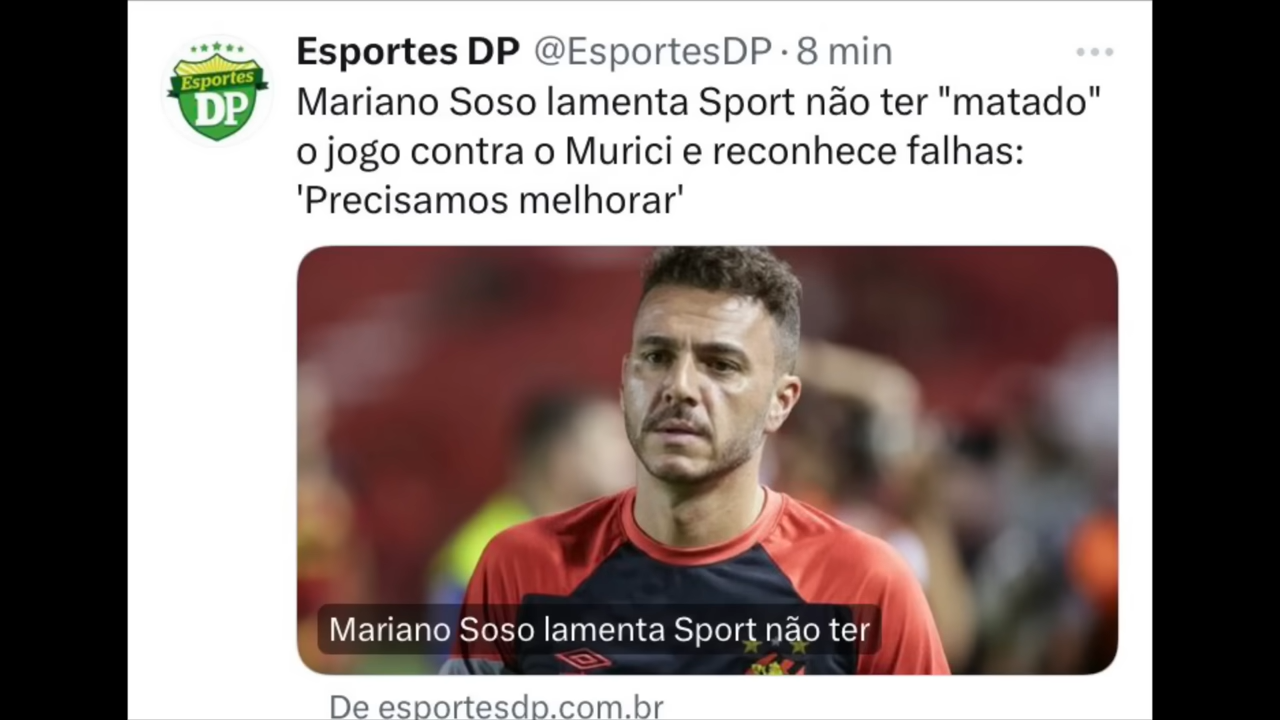 Esportes DP @EsportesDP · 8 min
Mariano Soso lamenta Sport não ter "matado"
o jogo contra o Murici e reconhece falhas:
'Precisamos melhorar'
Esportes
DP
Mariano Soso lamenta Sport não ter
De esportesdp.com.br